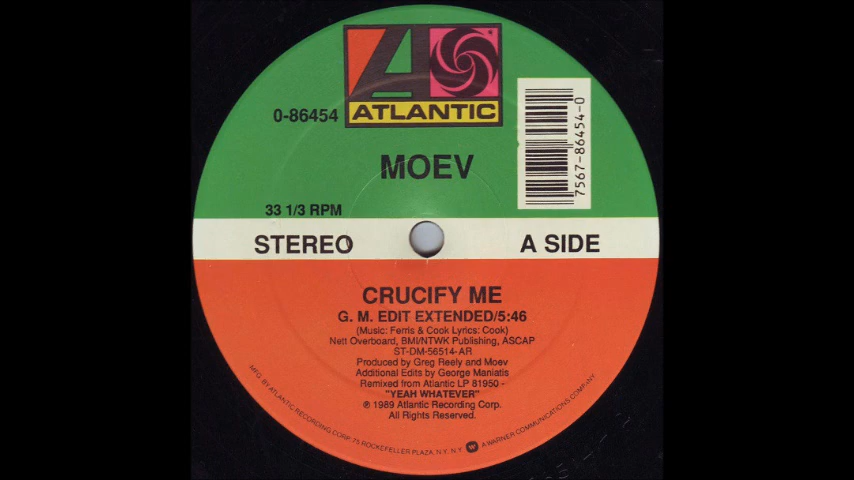 ATLANTIC
0-86454
7567-86454-0
MOEV
33 1/3 RPM
STEREO
A SIDE
CRUCIFY ME
G. M. EDIT EXTENDED/5:46
(Music: Ferris & Cook Lyrics: Cook)
Nett Overboard, BMI/NTWK Publishing, ASCAP
ST-DM-56514-AR
Produced by Greg Reely and Moev
Additional Edits by George Maniatis
Remixed from Atlantic LP 81950 -
"YEAH WHATEVER"
℗ 1989 Atlantic Recording Corp.
All Rights Reserved.
MFG. BY ATLANTIC RECORDING CORP. 75 ROCKEFELLER PLAZA, N.Y. N.Y. A WARNER COMMUNICATIONS COMPANY